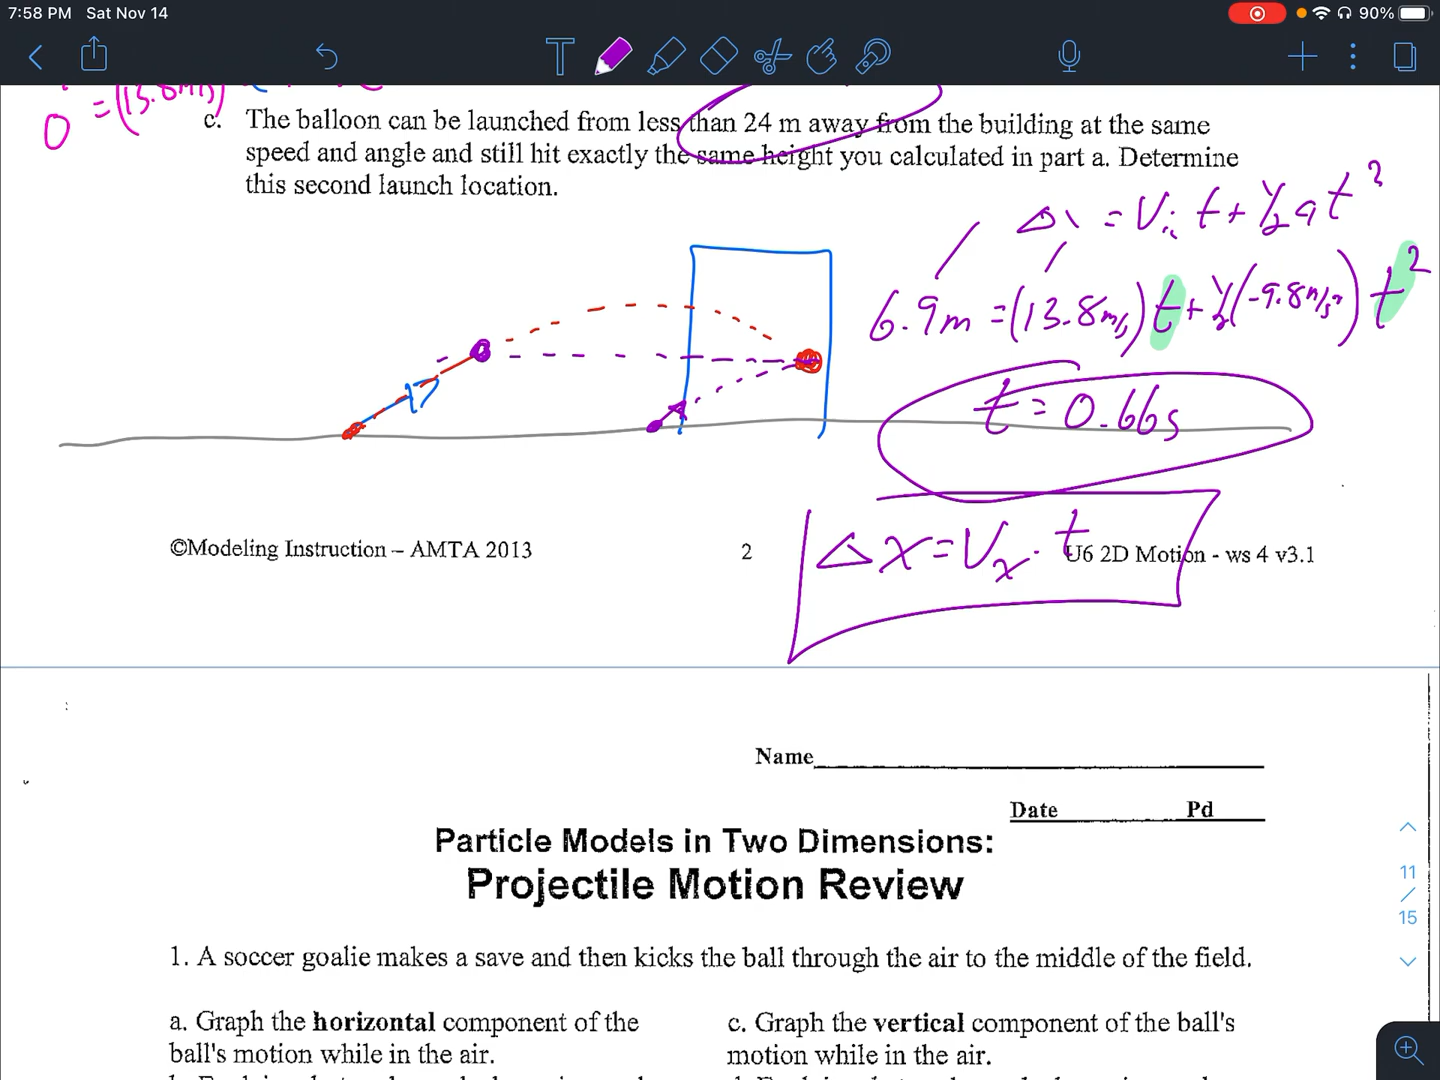 7:58 PM Sat Nov 14
90%
0 = (13.8m/s)
c. The balloon can be launched from less than 24 m away from the building at the same
speed and angle and still hit exactly the same height you calculated in part a. Determine
this second launch location.
= Vᵢ t + ½ a t²
6.9m = (13.8m/s) t + ½(-9.8m/s²) t²
t = 0.66s
Δx = Vₓ · t
©Modeling Instruction – AMTA 2013
2
U6 2D Motion - ws 4 v3.1
Name
Date Pd
Particle Models in Two Dimensions:
Projectile Motion Review
11
/
15
1. A soccer goalie makes a save and then kicks the ball through the air to the middle of the field.
a. Graph the horizontal component of the
ball's motion while in the air.
c. Graph the vertical component of the ball's
motion while in the air.